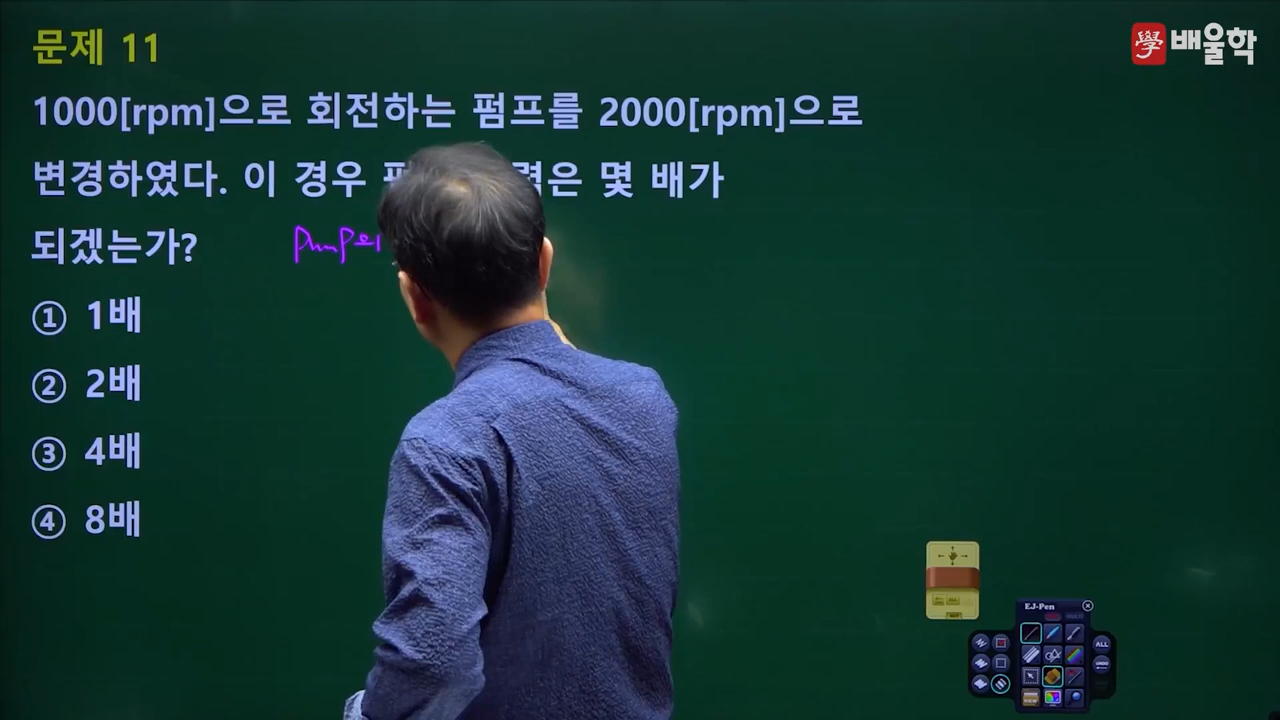 문제 11
學 배울학
1000[rpm]으로 회전하는 펌프를 2000[rpm]으로
변경하였다. 이 경우 은 몇 배가
되겠는가? Pump의
① 1배
② 2배
③ 4배
④ 8배
EJ-Pen
ALL
UNDO